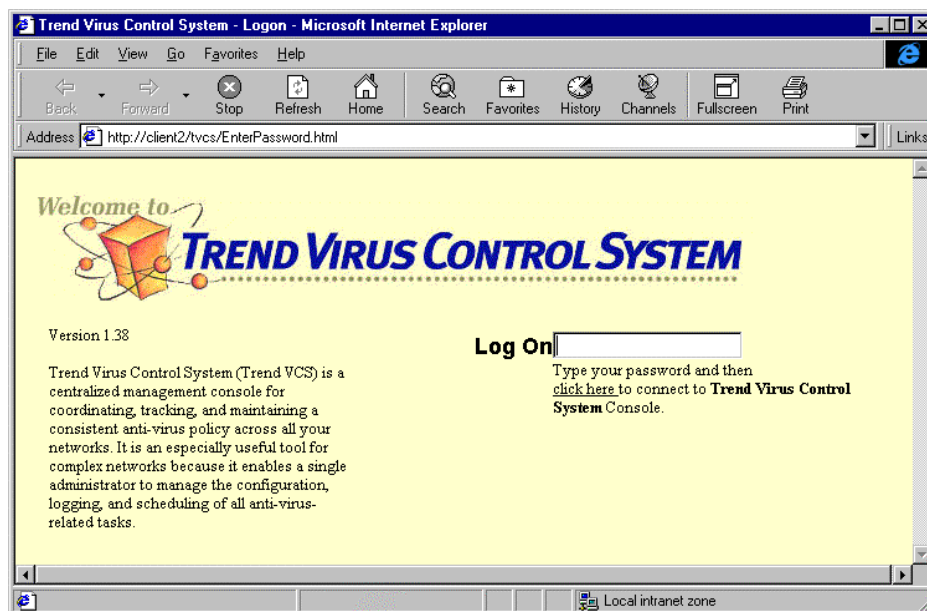 Trend Virus Control System - Logon - Microsoft Internet Explorer
File Edit View Go Favorites Help
Back Forward Stop Refresh Home Search Favorites History Channels Fullscreen Print
Address http://client2/tvcs/EnterPassword.html Links
Welcome to
TREND VIRUS CONTROL SYSTEM
Version 1.38
Trend Virus Control System (Trend VCS) is a
centralized management console for
coordinating, tracking, and maintaining a
consistent anti-virus policy across all your
networks. It is an especially useful tool for
complex networks because it enables a single
administrator to manage the configuration,
logging, and scheduling of all anti-virus-
related tasks.
Log On
Type your password and then
click here to connect to Trend Virus Control
System Console.
Local intranet zone